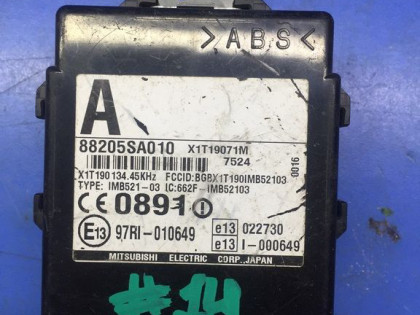 >ABS<
A
88205SA010 X1T19071M
7524
0016
X1T190 134.45KHz FCCID:BGBX1T190IMB52103
TYPE: IMB521-03 IC:662F-IMB52103
CE 0891 !
E13 97RI-010649
e13 022730
e13 I-000649
MITSUBISHI ELECTRIC CORP.JAPAN
#14